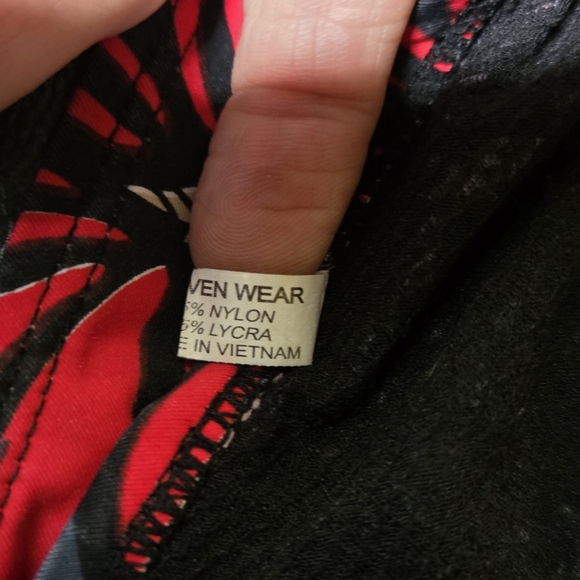 VEN WEAR
5% NYLON
5% LYCRA
E IN VIETNAM